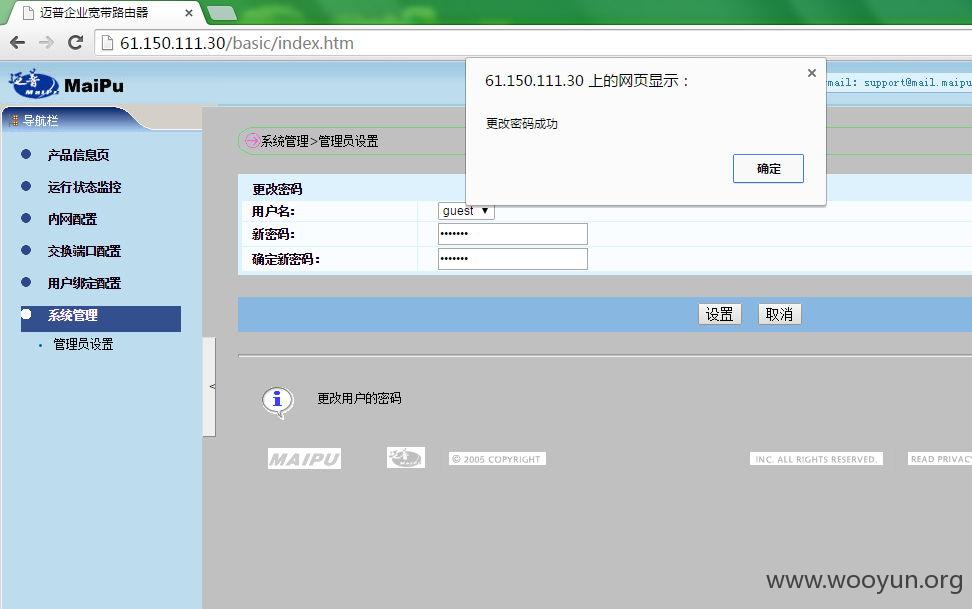 迈普企业宽带路由器
61.150.111.30/basic/index.htm
迈普 MaiPu
MaiPu
mail: support@mail.maipu
61.150.111.30 上的网页显示：
更改密码成功
确定
导航栏
产品信息页
运行状态监控
内网配置
交换端口配置
用户绑定配置
系统管理
管理员设置
系统管理>管理员设置
更改密码
用户名：
guest
新密码：
•••••••
确定新密码：
•••••••
设置
取消
<
更改用户的密码
MAIPU
迈普
© 2005 COPYRIGHT
INC. ALL RIGHTS RESERVED.
READ PRIVACY
www.wooyun.org